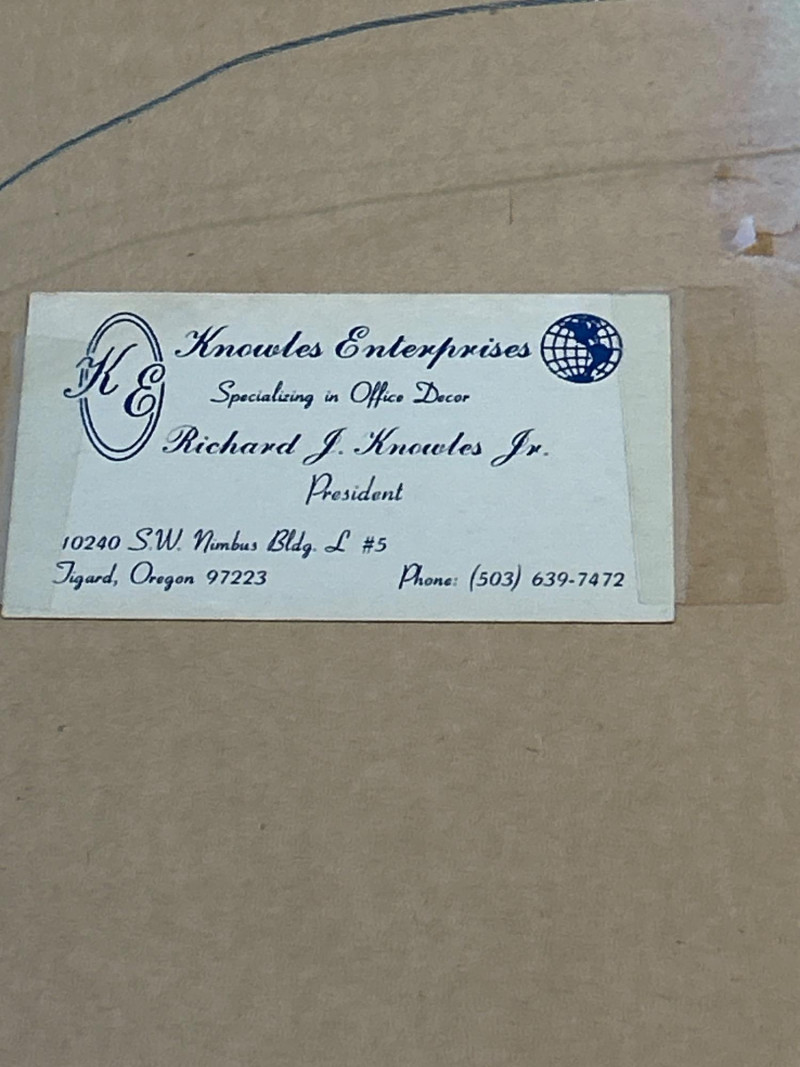 K E
Knowles Enterprises
Specializing in Office Decor
Richard J. Knowles Jr.
President
10240 S.W. Nimbus Bldg. L #5
Tigard, Oregon 97223
Phone: (503) 639-7472